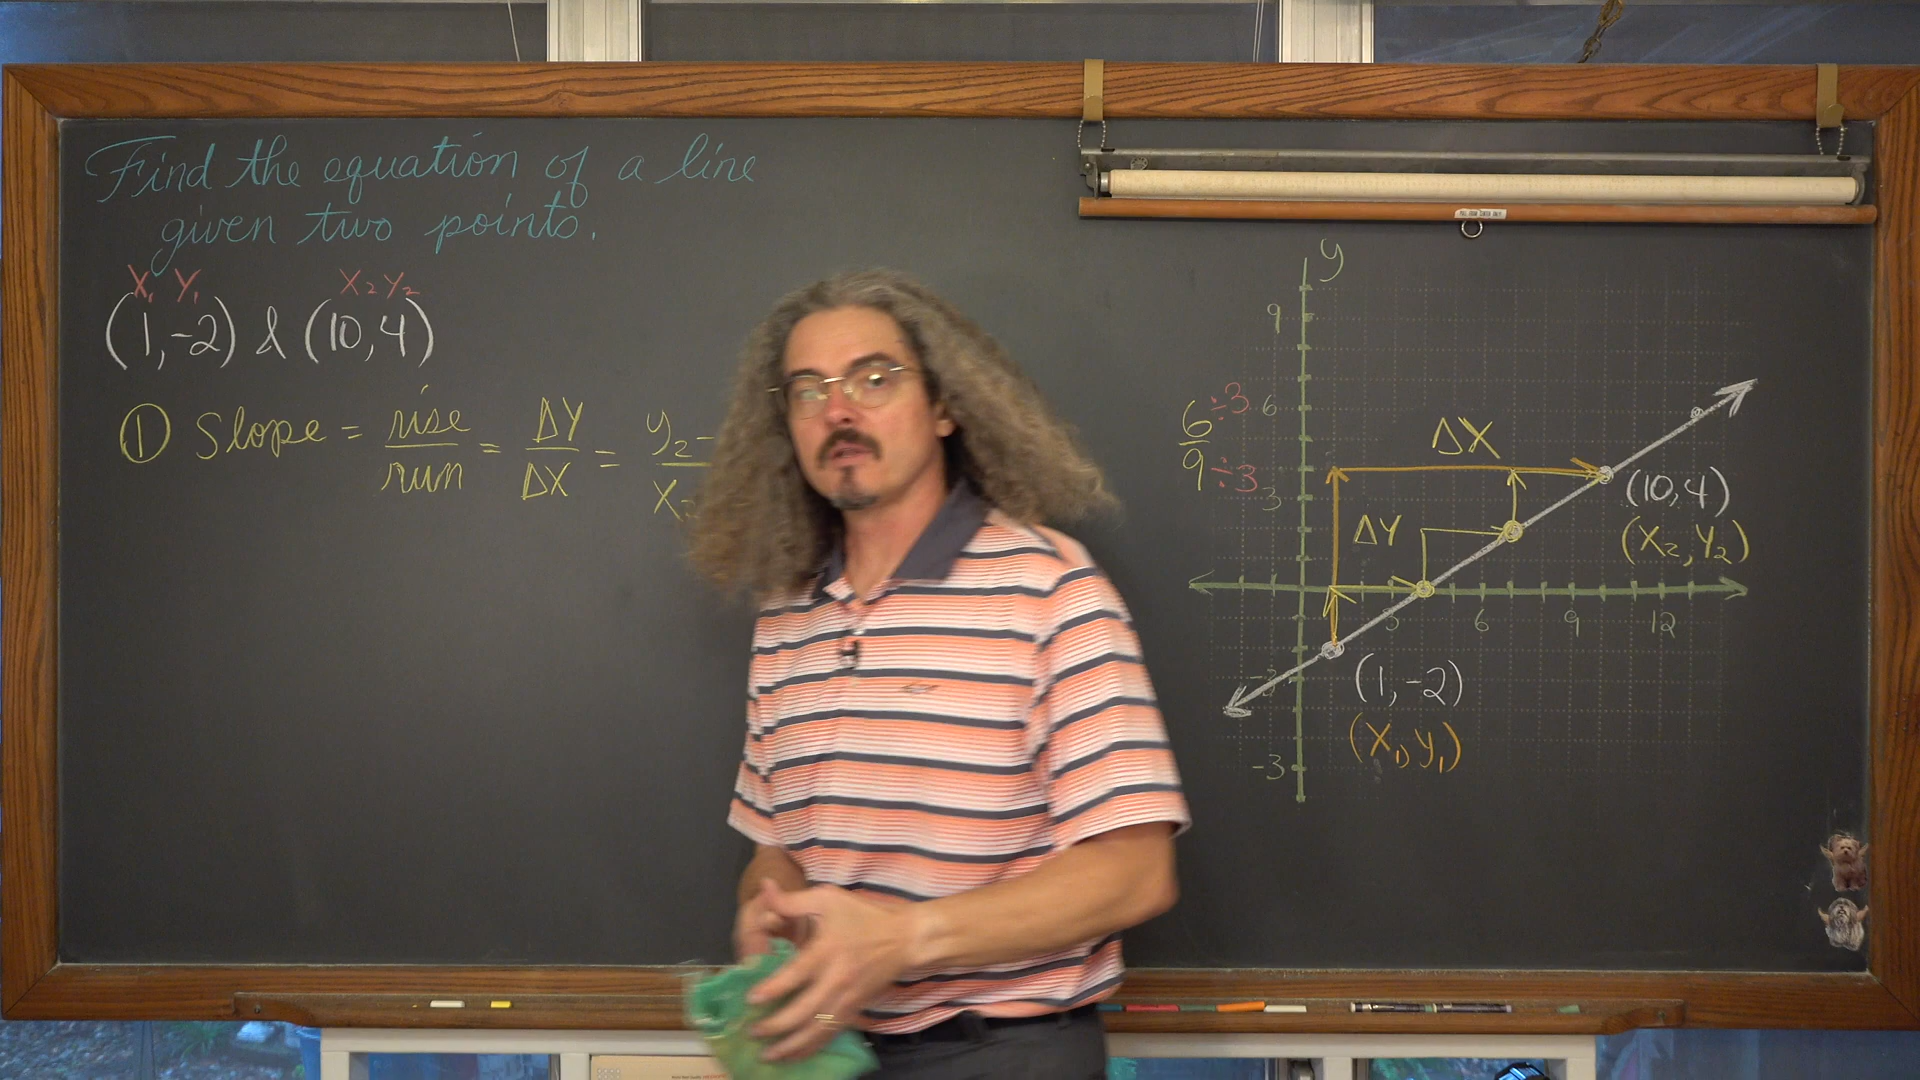 Find the equation of a line
given two points.
X₁ Y₁ X₂ Y₂
(1,-2) & (10,4)
① Slope = rise/run = ΔY/ΔX = y₂-/X₂
y
9
6
3
-3
3 6 9 12
6÷3
9÷3
ΔX
ΔY
(10,4)
(X₂, Y₂)
(1,-2)
(X₁, Y₁)